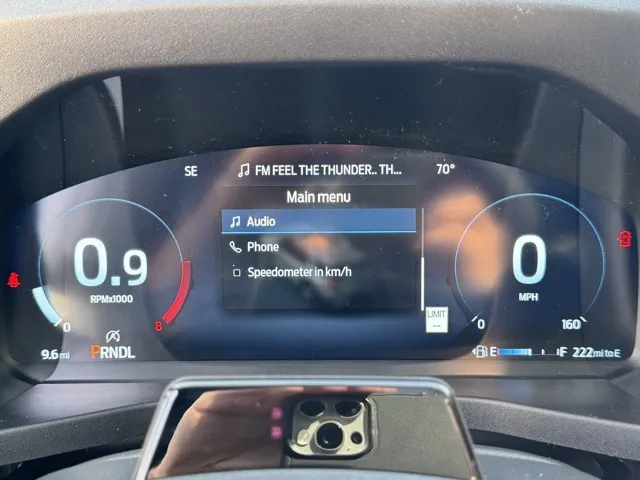 SE FM FEEL THE THUNDER.. TH... 70°
Main menu
Audio
Phone
Speedometer in km/h
0.9
RPMx1000
0 8
0
MPH
0 160
LIMIT
---
9.6 mi PRNDL E F 222 mi to E